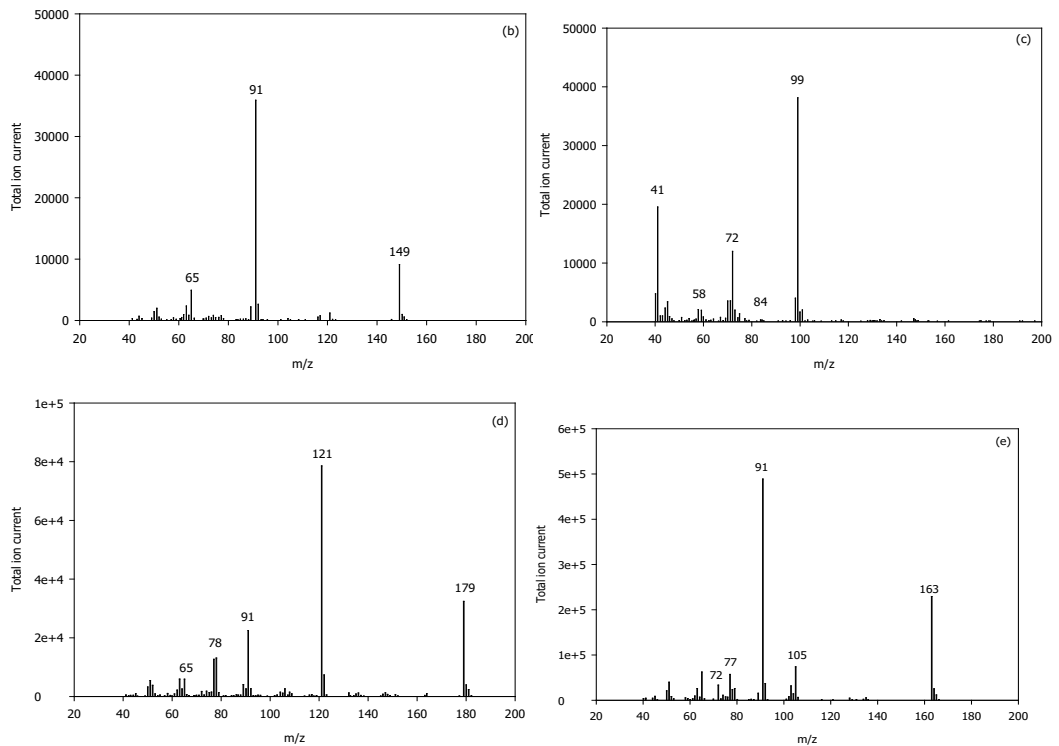 50000
40000
30000
20000
10000
0
Total ion current
(b)
91
149
65
20 40 60 80 100 120 140 160 180 200
m/z
50000
40000
30000
20000
10000
0
Total ion current
(c)
99
41
72
58
84
20 40 60 80 100 120 140 160 180 200
m/z
1e+5
8e+4
6e+4
4e+4
2e+4
0
Total ion current
(d)
121
179
91
78
65
20 40 60 80 100 120 140 160 180 200
m/z
6e+5
5e+5
4e+5
3e+5
2e+5
1e+5
0
Total ion current
(e)
91
163
105
77
72
20 40 60 80 100 120 140 160 180 200
m/z